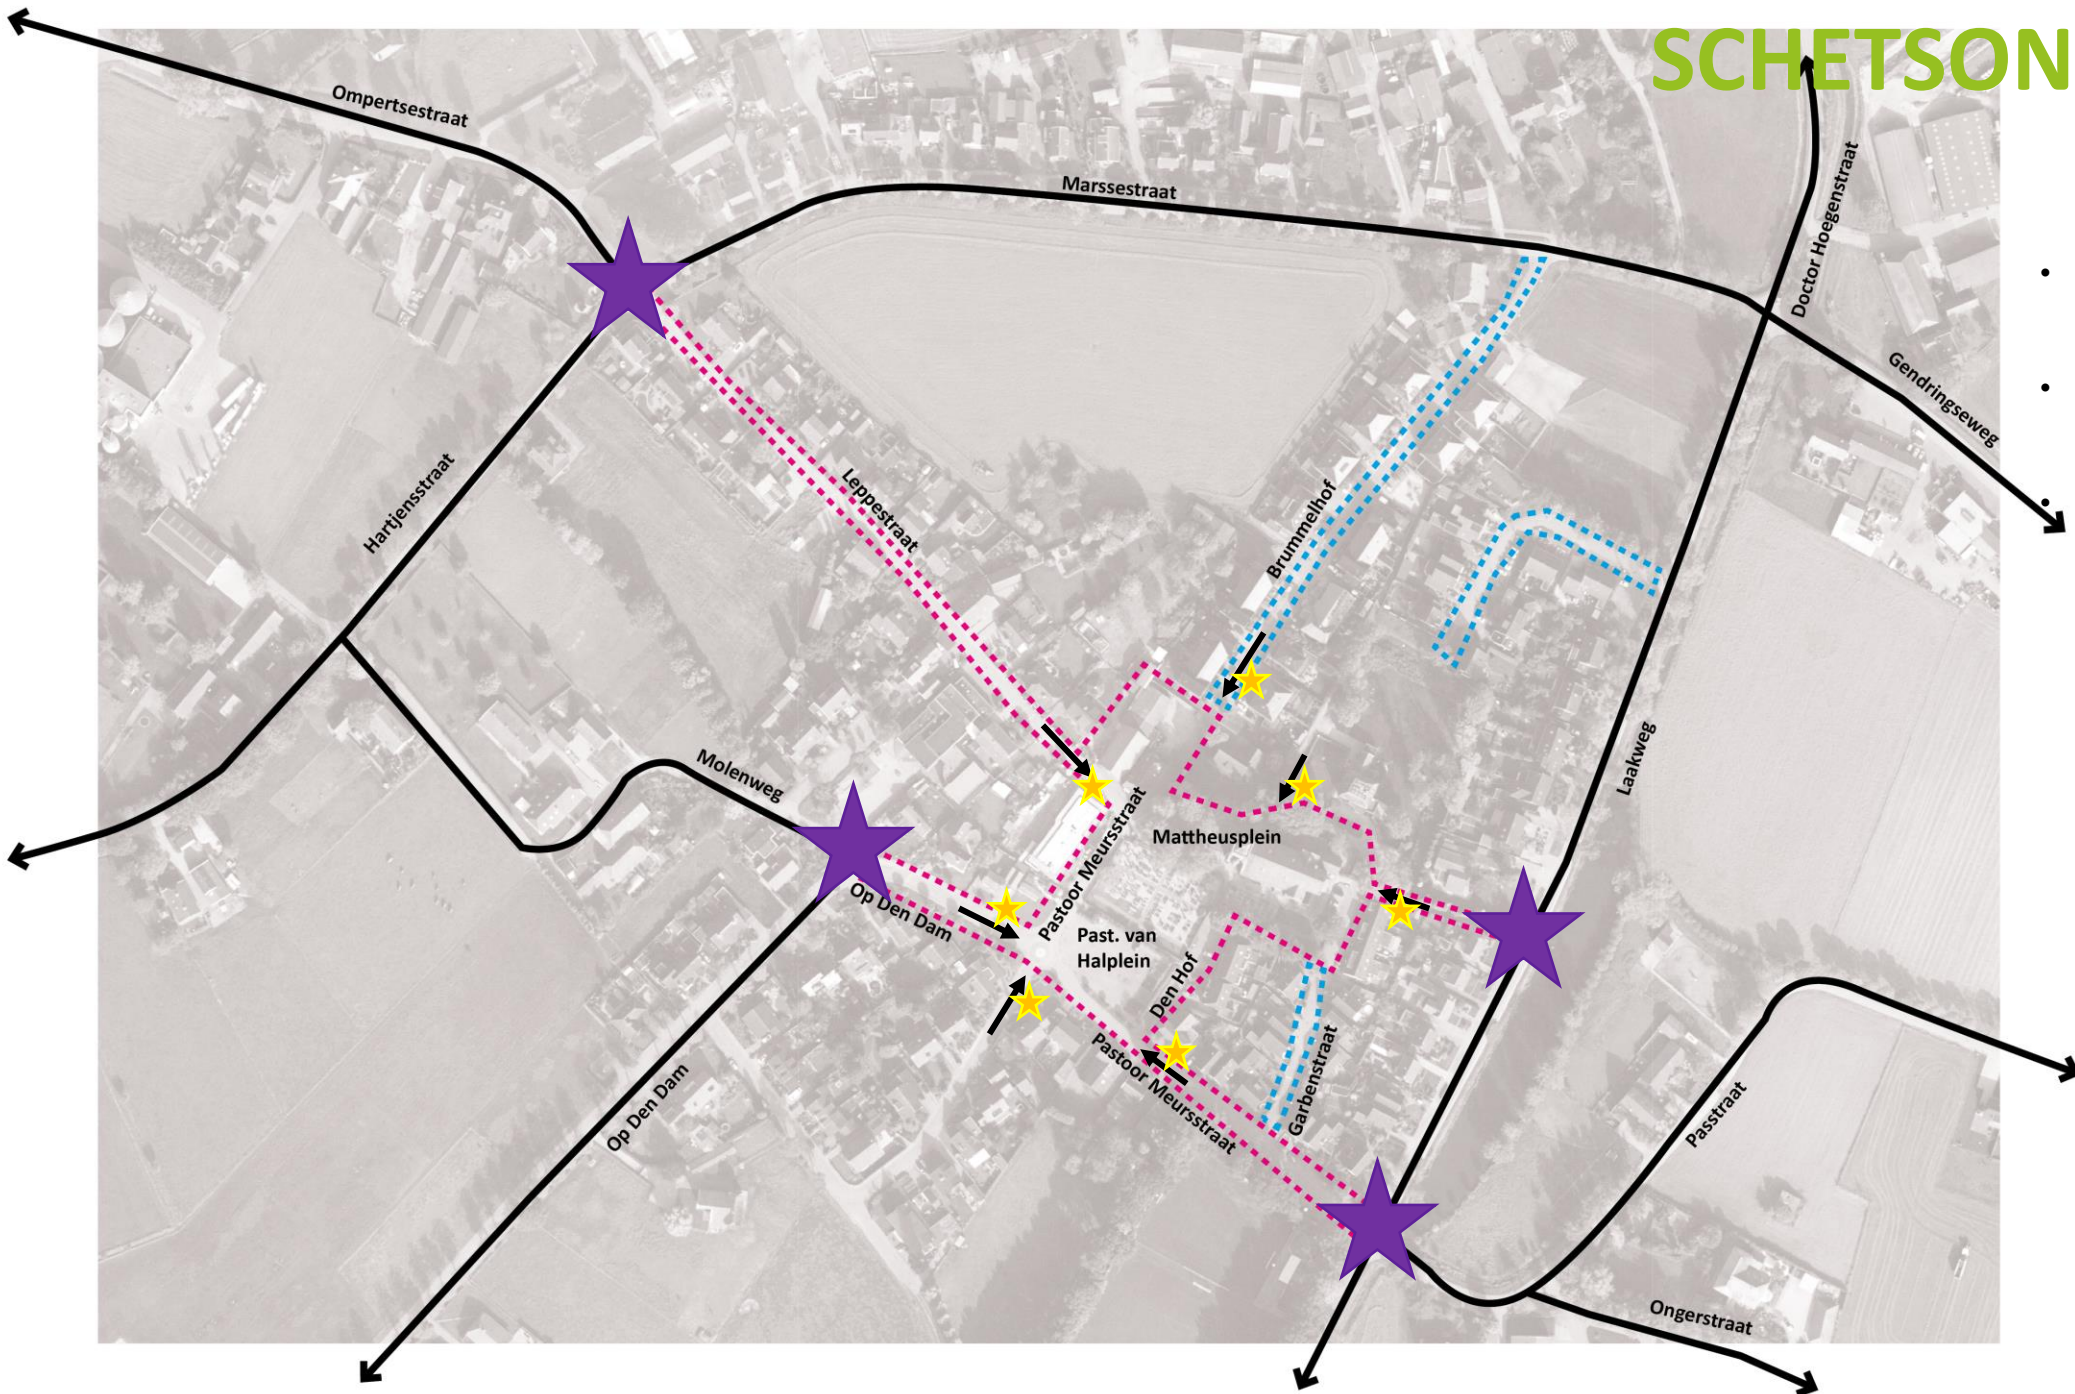 SCHETSON
Ompertsestraat
Marssestraat
Doctor Hoegenstraat
•
•
Gendringseweg
•
Hartjensstraat
Leppestraat
Brummelhof
Laakweg
Molenweg
Pastoor Meursstraat
Mattheusplein
Op Den Dam
Past. van
Halplein
Den Hof
Pastoor Meursstraat
Garbenstraat
Op Den Dam
Passtraat
Ongerstraat